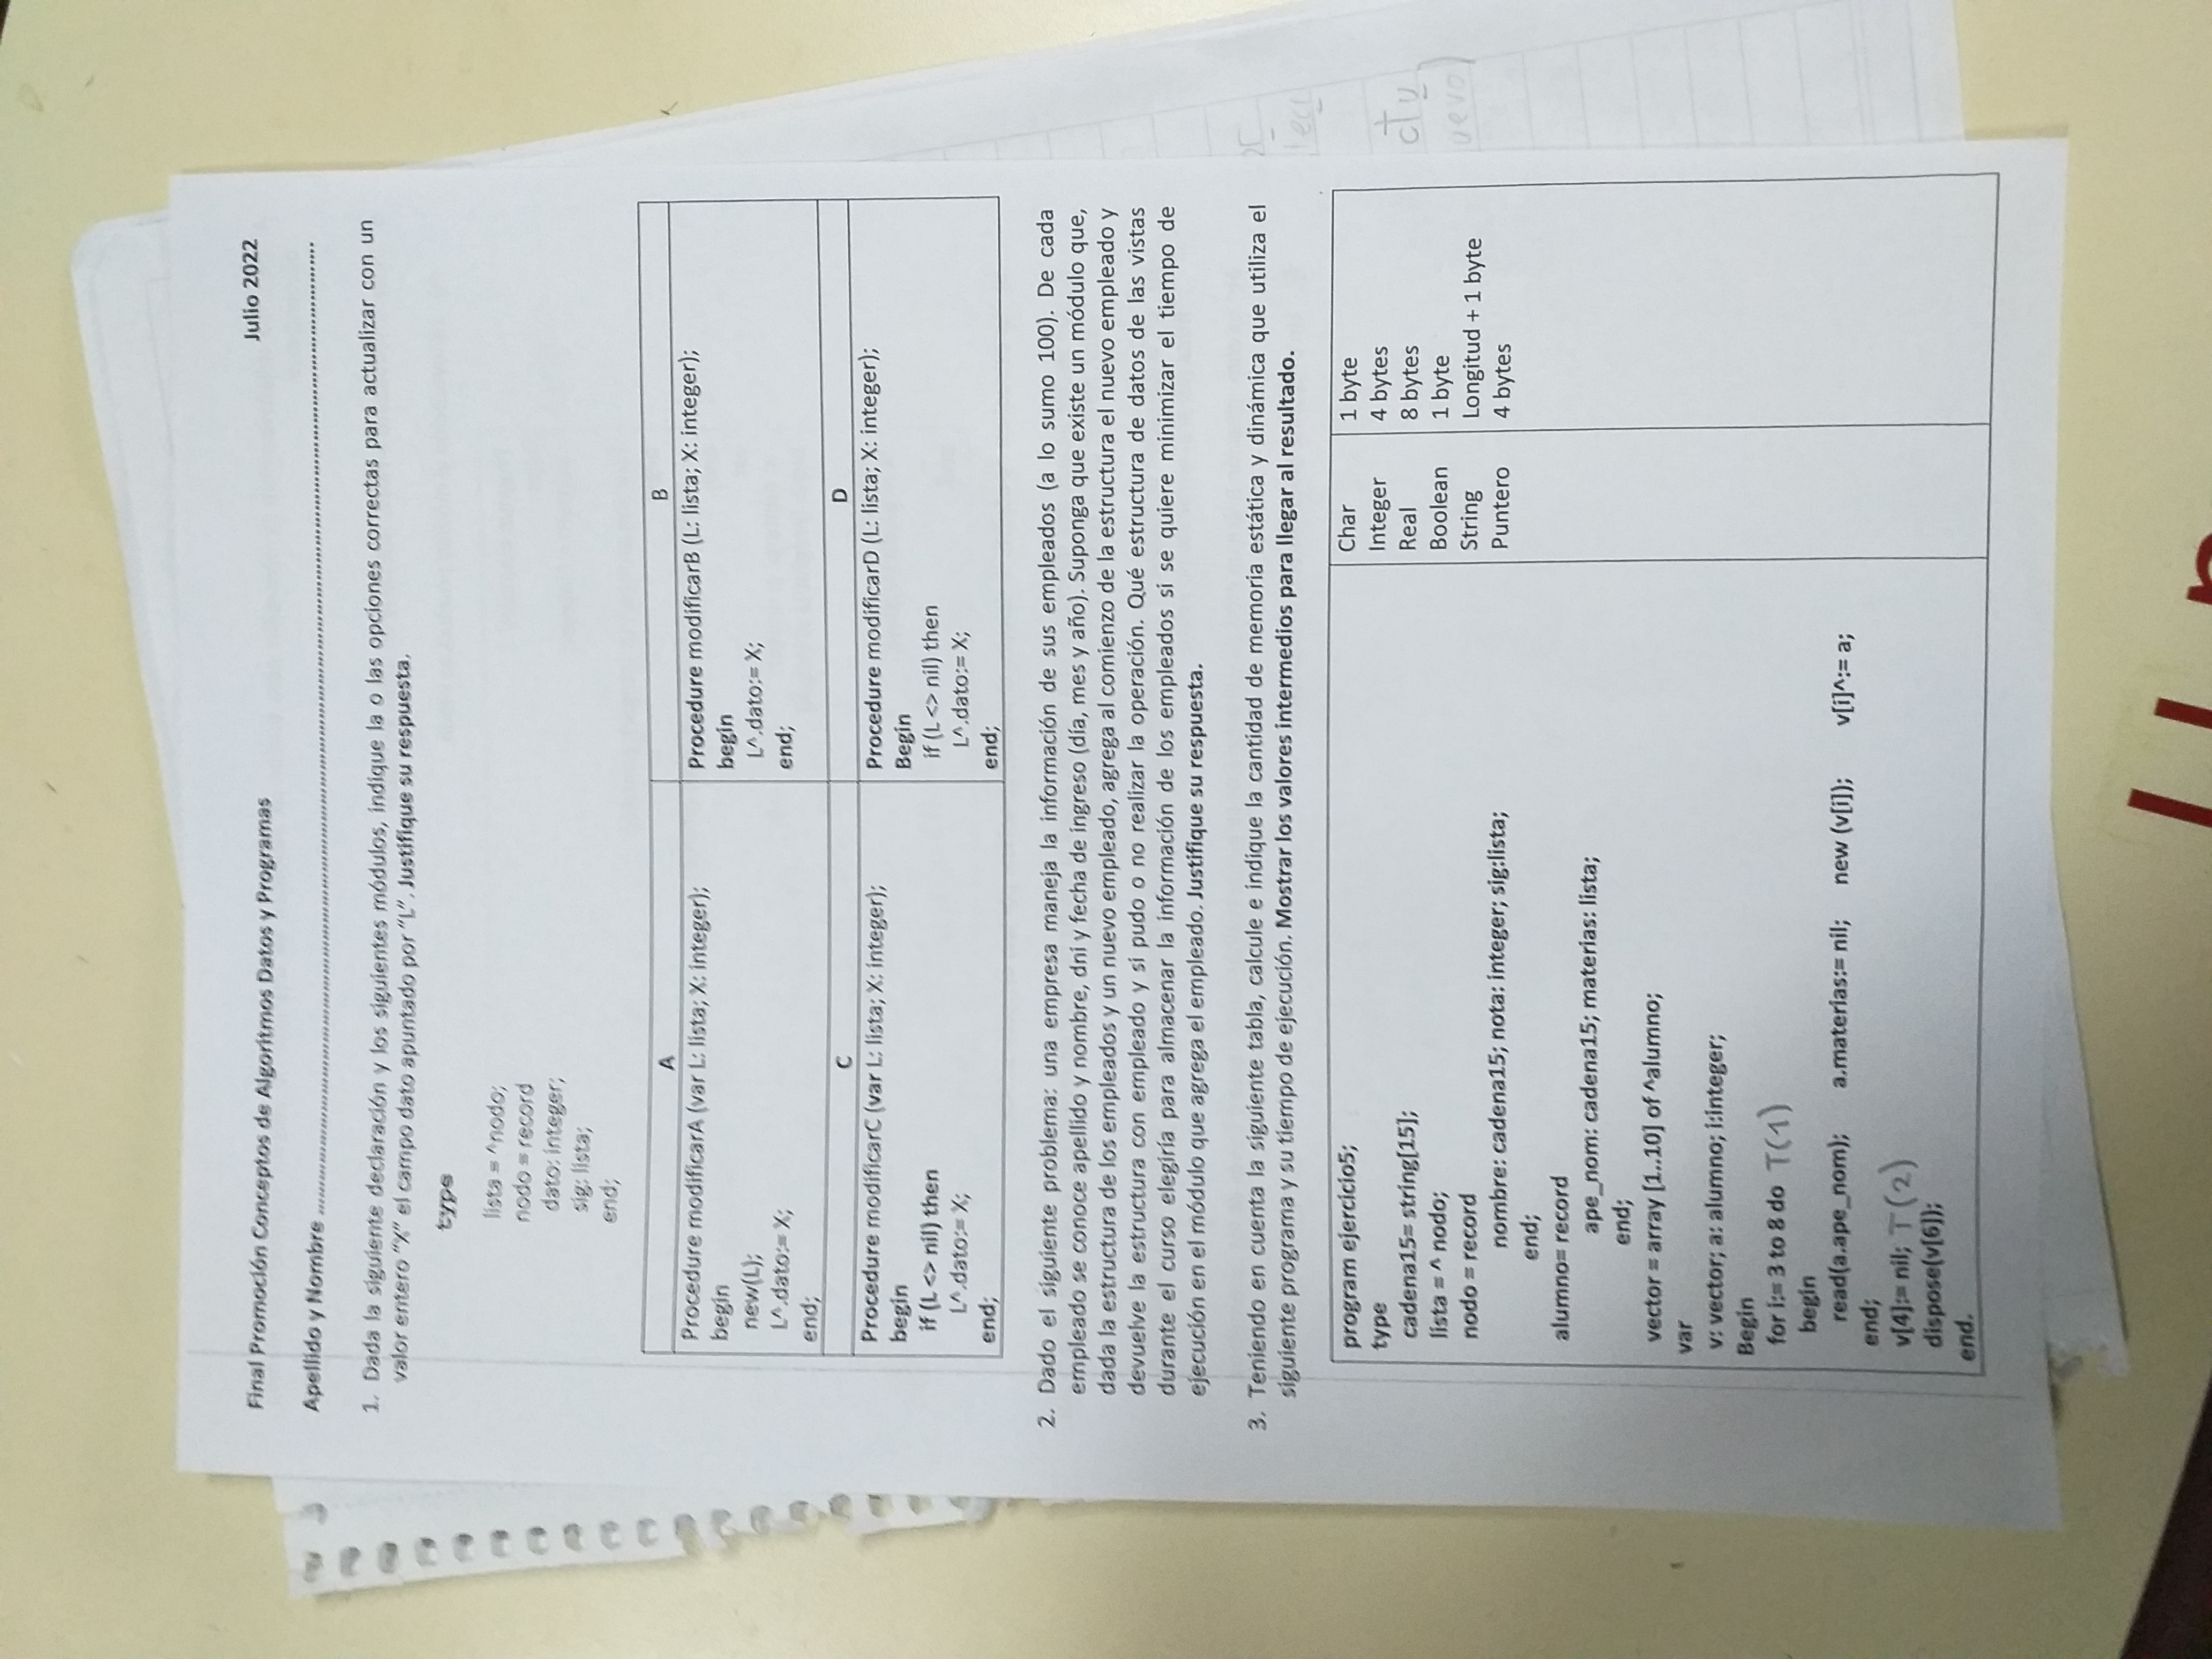 Final Promoción Conceptos de Algoritmos Datos y Programas Julio 2022
Apellido y Nombre ........................................
1. Dada la siguiente declaración y los siguientes módulos, indique la o las opciones correctas para actualizar con un
valor entero "X" el campo dato apuntado por "L". Justifique su respuesta.
type
lista = ^nodo;
nodo = record
dato: integer;
sig: lista;
end;
A
Procedure modificarA (var L: lista; X: integer);
begin
new(L);
L^.dato:= X;
end;
B
Procedure modificarB (L: lista; X: integer);
begin
L^.dato:= X;
end;
C
Procedure modificarC (var L: lista; X: integer);
begin
if (L <> nil) then
L^.dato:= X;
end;
D
Procedure modificarD (L: lista; X: integer);
Begin
if (L <> nil) then
L^.dato:= X;
end;
2. Dado el siguiente problema: una empresa maneja la información de sus empleados (a lo sumo 100). De cada
empleado se conoce apellido y nombre, dni y fecha de ingreso (día, mes y año). Suponga que existe un módulo que,
dada la estructura de los empleados y un nuevo empleado, agrega al comienzo de la estructura el nuevo empleado y
devuelve la estructura con empleado y si pudo o no realizar la operación. Qué estructura de datos de las vistas
durante el curso elegiría para almacenar la información de los empleados si se quiere minimizar el tiempo de
ejecución en el módulo que agrega el empleado. Justifique su respuesta.
3. Teniendo en cuenta la siguiente tabla, calcule e indique la cantidad de memoria estática y dinámica que utiliza el
siguiente programa y su tiempo de ejecución. Mostrar los valores intermedios para llegar al resultado.
program ejercicio5;
type
cadena15= string[15];
lista = ^ nodo;
nodo = record
nombre: cadena15; nota: integer; sig:lista;
end;
alumno= record
ape_nom: cadena15; materias: lista;
end;
vector = array [1..10] of ^alumno;
var
v: vector; a: alumno; i:integer;
Begin
for i:= 3 to 8 do T(1)
begin
read(a.ape_nom); a.materias:= nil; new (v[i]); v[i]^:= a;
end;
v[4]:= nil; T(2)
dispose(v[6]);
end.
Char 1 byte
Integer 4 bytes
Real 8 bytes
Boolean 1 byte
String Longitud + 1 byte
Puntero 4 bytes